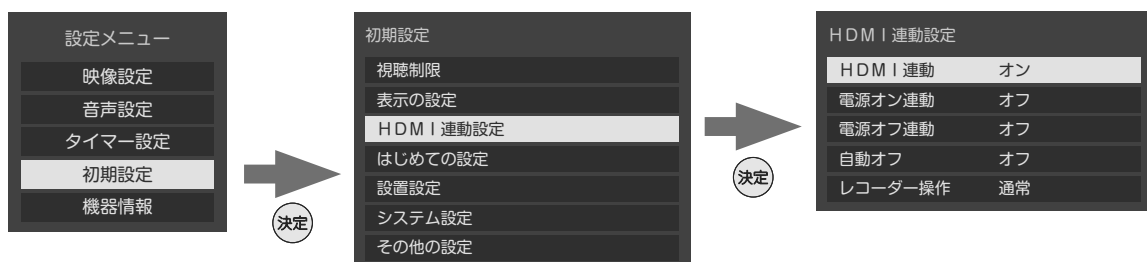 設定メニュー
映像設定
音声設定
タイマー設定
初期設定
機器情報
決定
初期設定
視聴制限
表示の設定
ＨＤＭＩ連動設定
はじめての設定
設置設定
システム設定
その他の設定
決定
ＨＤＭＩ連動設定
ＨＤＭＩ連動 オン
電源オン連動 オフ
電源オフ連動 オフ
自動オフ オフ
レコーダー操作 通常